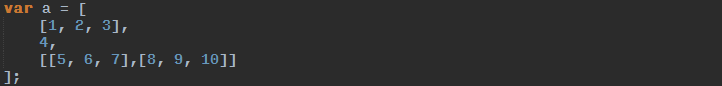 var a = [
    [1, 2, 3],
    4,
    [[5, 6, 7],[8, 9, 10]]
];